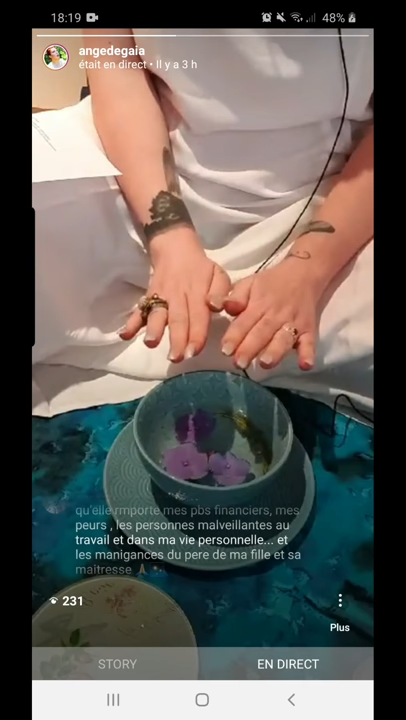 18:19
48%
angedegaia
était en direct • Il y a 3 h
qu'elle rmporte mes pbs financiers, mes
peurs , les personnes malveillantes au
travail et dans ma vie personnelle... et
les manigances du pere de ma fille et sa
maitresse 🙏
231
Plus
STORY
EN DIRECT